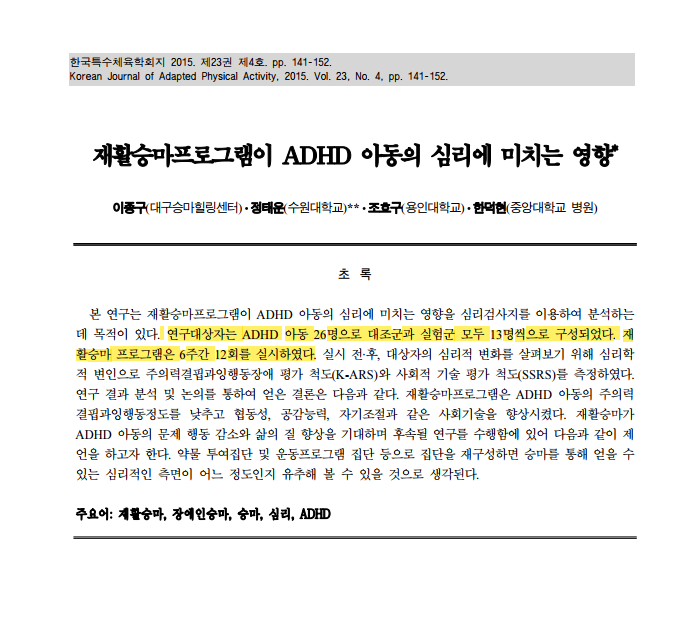 한국특수체육학회지 2015. 제23권 제4호. pp. 141-152.
Korean Journal of Adapted Physical Activity, 2015. Vol. 23, No. 4, pp. 141-152.
재활승마프로그램이 ADHD 아동의 심리에 미치는 영향*
이종구(대구승마힐링센터)·정태운(수원대학교)**·조효구(용인대학교)·한덕현(중앙대학교 병원)
초 록
본 연구는 재활승마프로그램이 ADHD 아동의 심리에 미치는 영향을 심리검사지를 이용하여 분석하는
데 목적이 있다. 연구대상자는 ADHD 아동 26명으로 대조군과 실험군 모두 13명씩으로 구성되었다. 재
활승마 프로그램은 6주간 12회를 실시하였다. 실시 전·후, 대상자의 심리적 변화를 살펴보기 위해 심리학
적 변인으로 주의력결핍과잉행동장애 평가 척도(K-ARS)와 사회적 기술 평가 척도(SSRS)를 측정하였다.
연구 결과 분석 및 논의를 통하여 얻은 결론은 다음과 같다. 재활승마프로그램은 ADHD 아동의 주의력
결핍과잉행동정도를 낮추고 협동성, 공감능력, 자기조절과 같은 사회기술을 향상시켰다. 재활승마가
ADHD 아동의 문제 행동 감소와 삶의 질 향상을 기대하며 후속될 연구를 수행함에 있어 다음과 같이 제
언을 하고자 한다. 약물 투여집단 및 운동프로그램 집단 등으로 집단을 재구성하면 승마를 통해 얻을 수
있는 심리적인 측면이 어느 정도인지 유추해 볼 수 있을 것으로 생각된다.
주요어: 재활승마, 장애인승마, 승마, 심리, ADHD